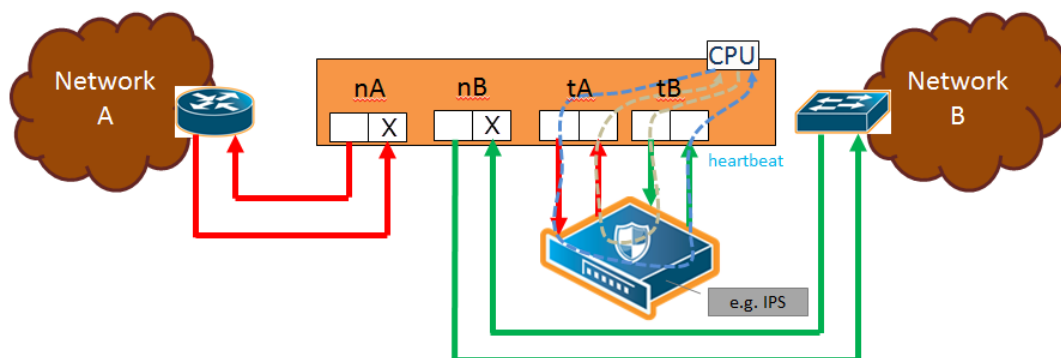 CPU
Network
A
nA
nB
tA
tB
Network
B
X
X
heartbeat
e.g. IPS